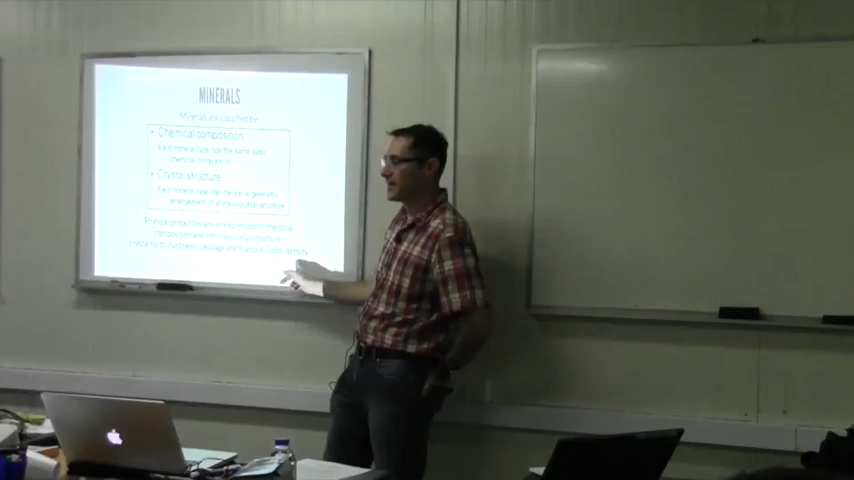 MINERALS
Minerals are classified by:
• Chemical composition
Each mineral type has the same basic
chemical composition
• Crystal structure
Each mineral type has the same geometric
arrangement of atoms—crystal structure
Physical properties are an expression of chemical
composition and internal crystal structure:
crystal form, hardness, cleavage and fracture, color, density